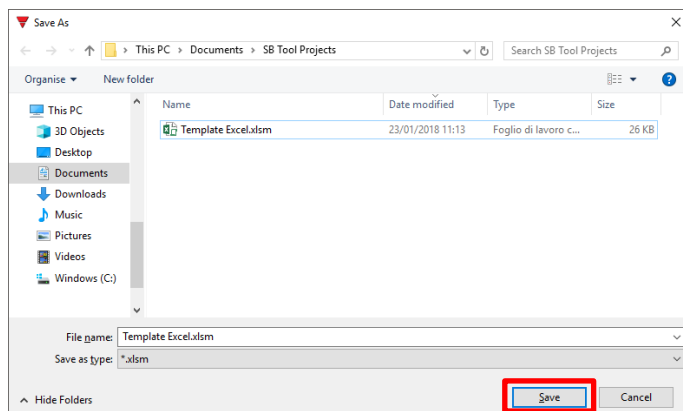 Save As
This PC > Documents > SB Tool Projects
Search SB Tool Projects
Organise
New folder
This PC
3D Objects
Desktop
Documents
Downloads
Music
Pictures
Videos
Windows (C:)
Name Date modified Type Size
Template Excel.xlsm 23/01/2018 11:13 Foglio di lavoro c... 26 KB
File name: Template Excel.xlsm
Save as type: *.xlsm
Hide Folders
Save
Cancel